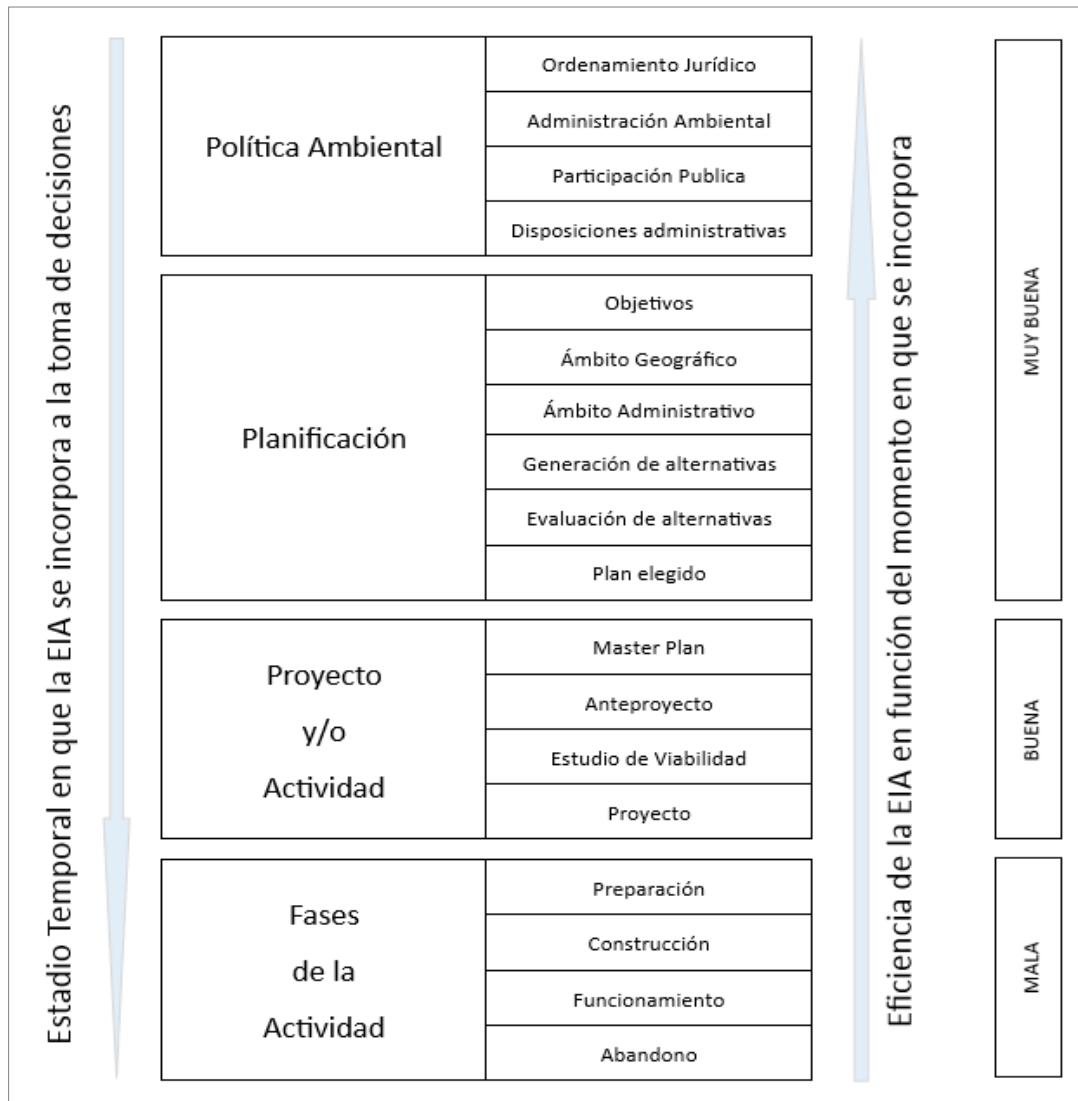 Estadio Temporal en que la EIA se incorpora a la toma de decisiones
Política Ambiental
Ordenamiento Jurídico
Administración Ambiental
Participación Publica
Disposiciones administrativas
Planificación
Objetivos
Ámbito Geográfico
Ámbito Administrativo
Generación de alternativas
Evaluación de alternativas
Plan elegido
Proyecto
y/o
Actividad
Master Plan
Anteproyecto
Estudio de Viabilidad
Proyecto
Fases
de la
Actividad
Preparación
Construcción
Funcionamiento
Abandono
Eficiencia de la EIA en función del momento en que se incorpora
MUY BUENA
BUENA
MALA